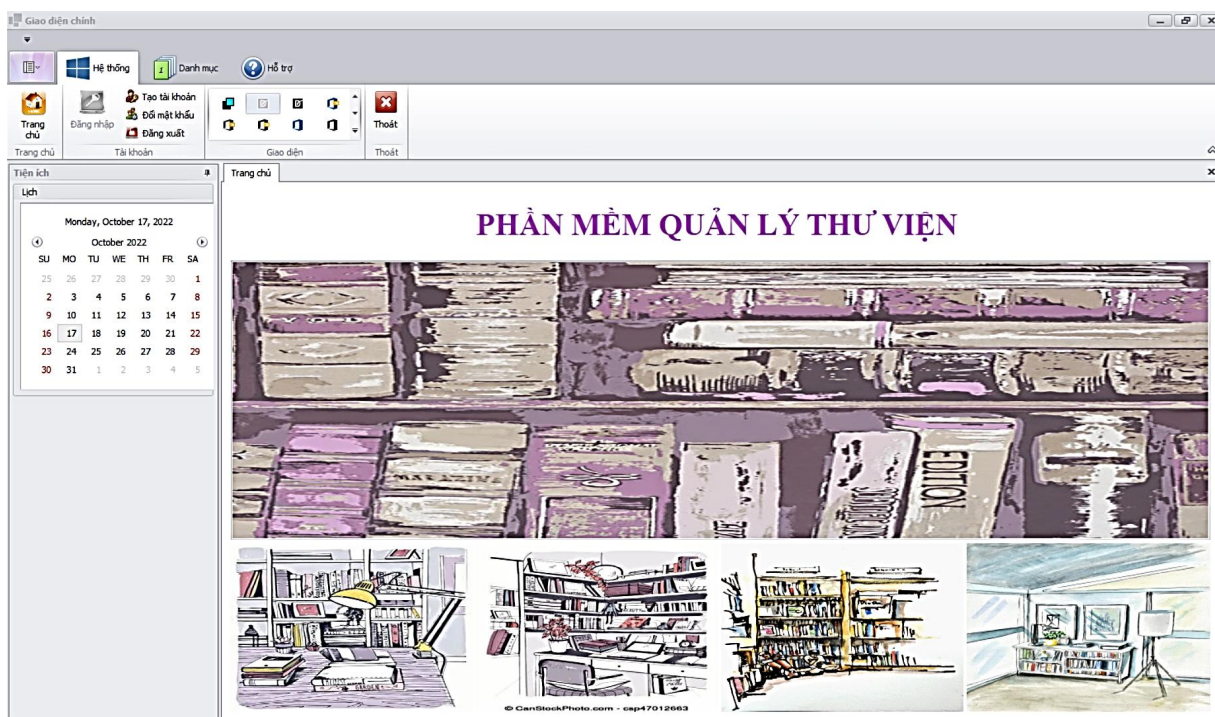 Giao diện chính
Hệ thống
Danh mục
Hỗ trợ
Trang chủ
Đăng nhập
Tạo tài khoản
Đổi mật khẩu
Đăng xuất
Thoát
Trang chủ
Tài khoản
Giao diện
Thoát
Tiện ích
Lịch
Monday, October 17, 2022
October 2022
SU MO TU WE TH FR SA
25 26 27 28 29 30 1
2 3 4 5 6 7 8
9 10 11 12 13 14 15
16 17 18 19 20 21 22
23 24 25 26 27 28 29
30 31 1 2 3 4 5
Trang chủ
PHẦN MỀM QUẢN LÝ THƯ VIỆN
EDITION
© CanStockPhoto.com - csp47012663